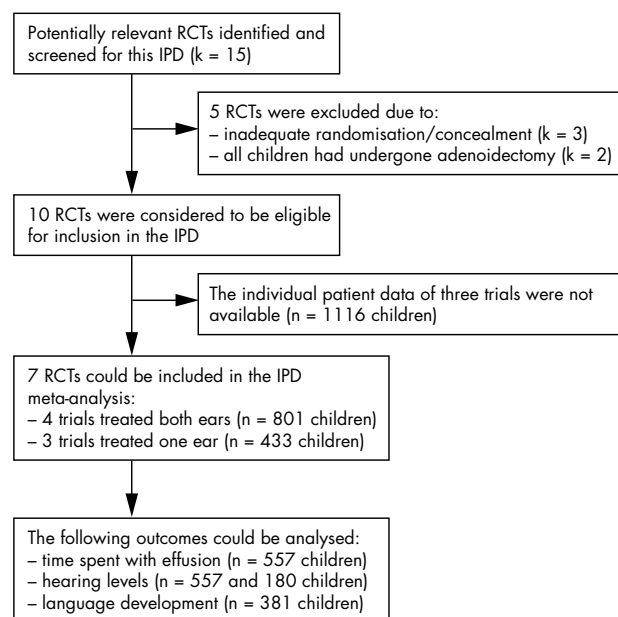 Potentially relevant RCTs identified and
screened for this IPD (k = 15)
5 RCTs were excluded due to:
– inadequate randomisation/concealment (k = 3)
– all children had undergone adenoidectomy (k = 2)
10 RCTs were considered to be eligible
for inclusion in the IPD
The individual patient data of three trials were not
available (n = 1116 children)
7 RCTs could be included in the IPD
meta-analysis:
– 4 trials treated both ears (n = 801 children)
– 3 trials treated one ear (n = 433 children)
The following outcomes could be analysed:
– time spent with effusion (n = 557 children)
– hearing levels (n = 557 and 180 children)
– language development (n = 381 children)